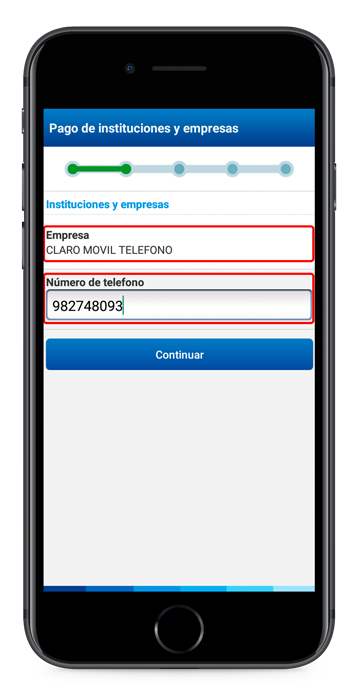 Pago de instituciones y empresas
Instituciones y empresas
Empresa
CLARO MOVIL TELEFONO
Número de telefono
982748093
Continuar